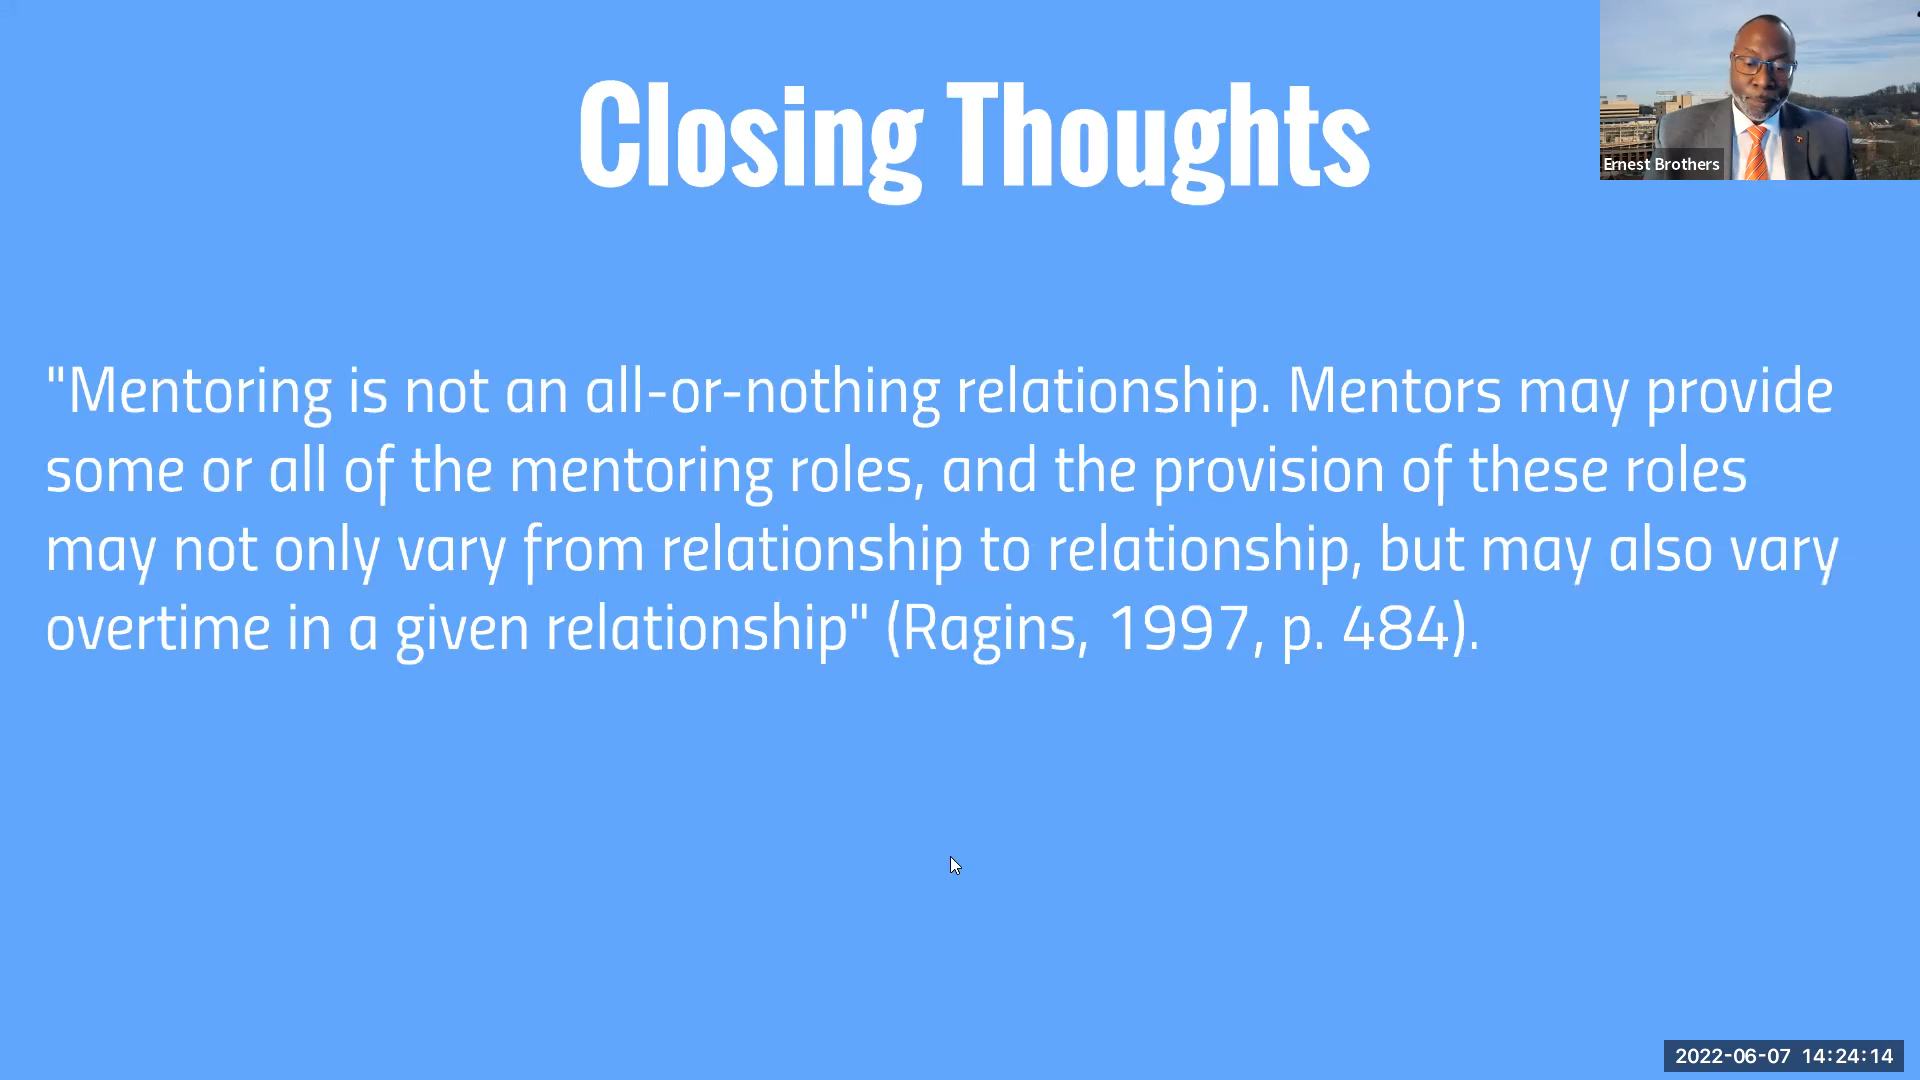 Closing Thoughts
Ernest Brothers
"Mentoring is not an all-or-nothing relationship. Mentors may provide
some or all of the mentoring roles, and the provision of these roles
may not only vary from relationship to relationship, but may also vary
overtime in a given relationship" (Ragins, 1997, p. 484).
2022-06-07 14:24:14